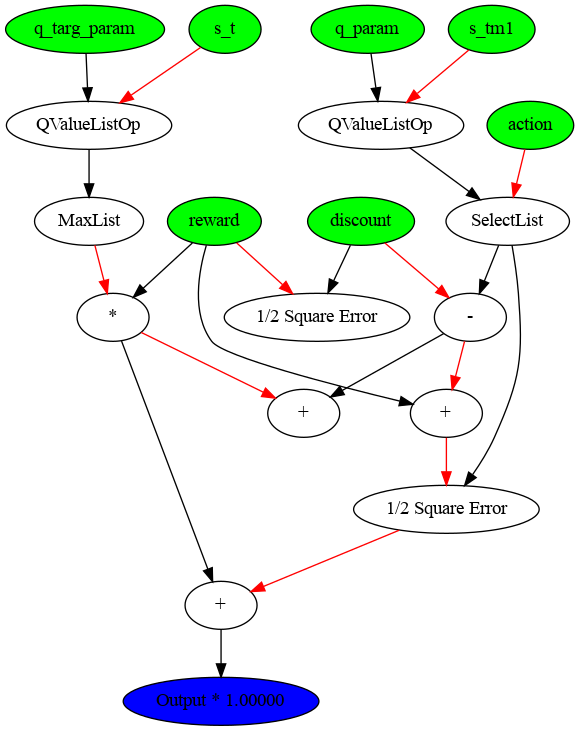 q_targ_param
s_t
q_param
s_tm1
QValueListOp
QValueListOp
action
MaxList
reward
discount
SelectList
*
1/2 Square Error
-
+
+
1/2 Square Error
+
Output * 1.00000